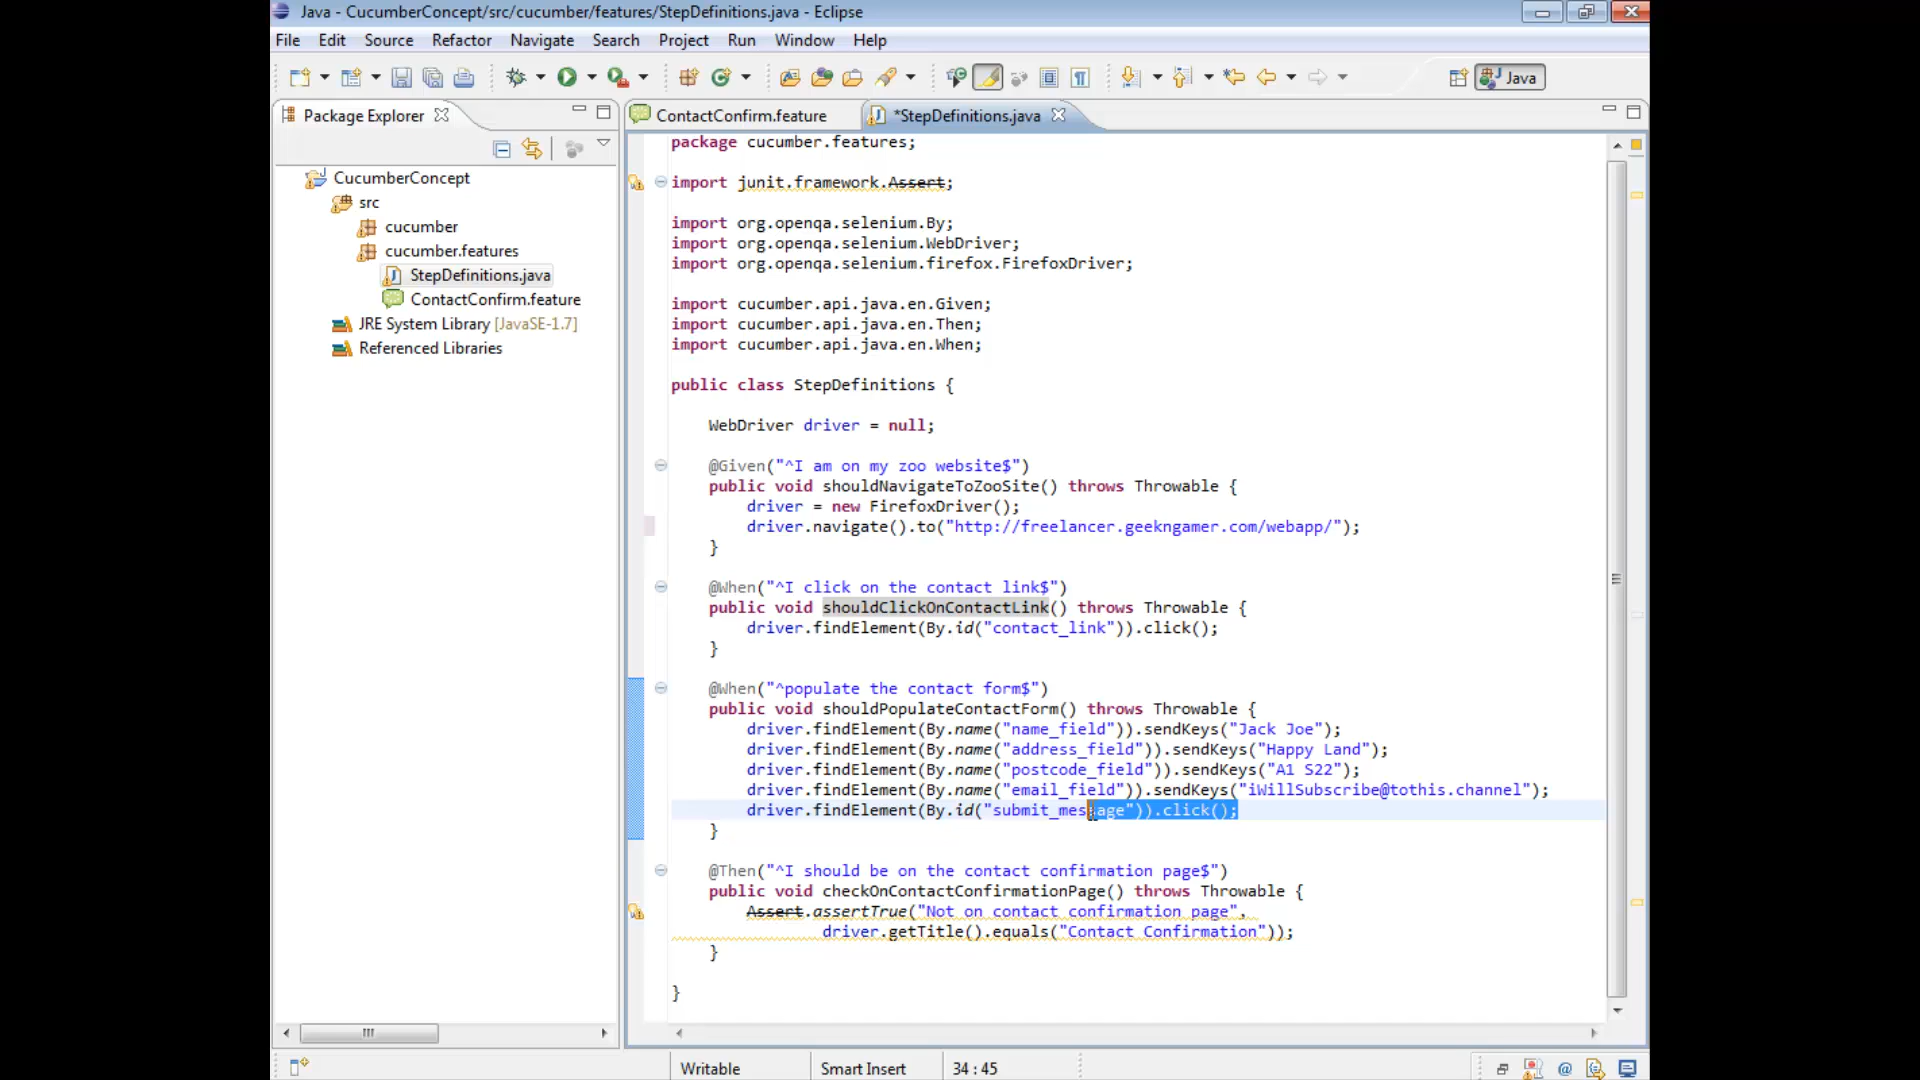 Java - CucumberConcept/src/cucumber/features/StepDefinitions.java - Eclipse
File Edit Source Refactor Navigate Search Project Run Window Help
Java
Package Explorer
CucumberConcept
src
cucumber
cucumber.features
StepDefinitions.java
ContactConfirm.feature
JRE System Library [JavaSE-1.7]
Referenced Libraries
ContactConfirm.feature *StepDefinitions.java
package cucumber.features;
import junit.framework.Assert;
import org.openqa.selenium.By;
import org.openqa.selenium.WebDriver;
import org.openqa.selenium.firefox.FirefoxDriver;
import cucumber.api.java.en.Given;
import cucumber.api.java.en.Then;
import cucumber.api.java.en.When;
public class StepDefinitions {
WebDriver driver = null;
@Given("^I am on my zoo website$")
public void shouldNavigateToZooSite() throws Throwable {
driver = new FirefoxDriver();
driver.navigate().to("http://freelancer.geekngamer.com/webapp/");
}
@When("^I click on the contact link$")
public void shouldClickOnContactLink() throws Throwable {
driver.findElement(By.id("contact_link")).click();
}
@When("^populate the contact form$")
public void shouldPopulateContactForm() throws Throwable {
driver.findElement(By.name("name_field")).sendKeys("Jack Joe");
driver.findElement(By.name("address_field")).sendKeys("Happy Land");
driver.findElement(By.name("postcode_field")).sendKeys("A1 S22");
driver.findElement(By.name("email_field")).sendKeys("iWillSubscribe@tothis.channel");
driver.findElement(By.id("submit_message")).click();
}
@Then("^I should be on the contact confirmation page$")
public void checkOnContactConfirmationPage() throws Throwable {
Assert.assertTrue("Not on contact confirmation page",
driver.getTitle().equals("Contact Confirmation"));
}
}
Writable Smart Insert 34 : 45